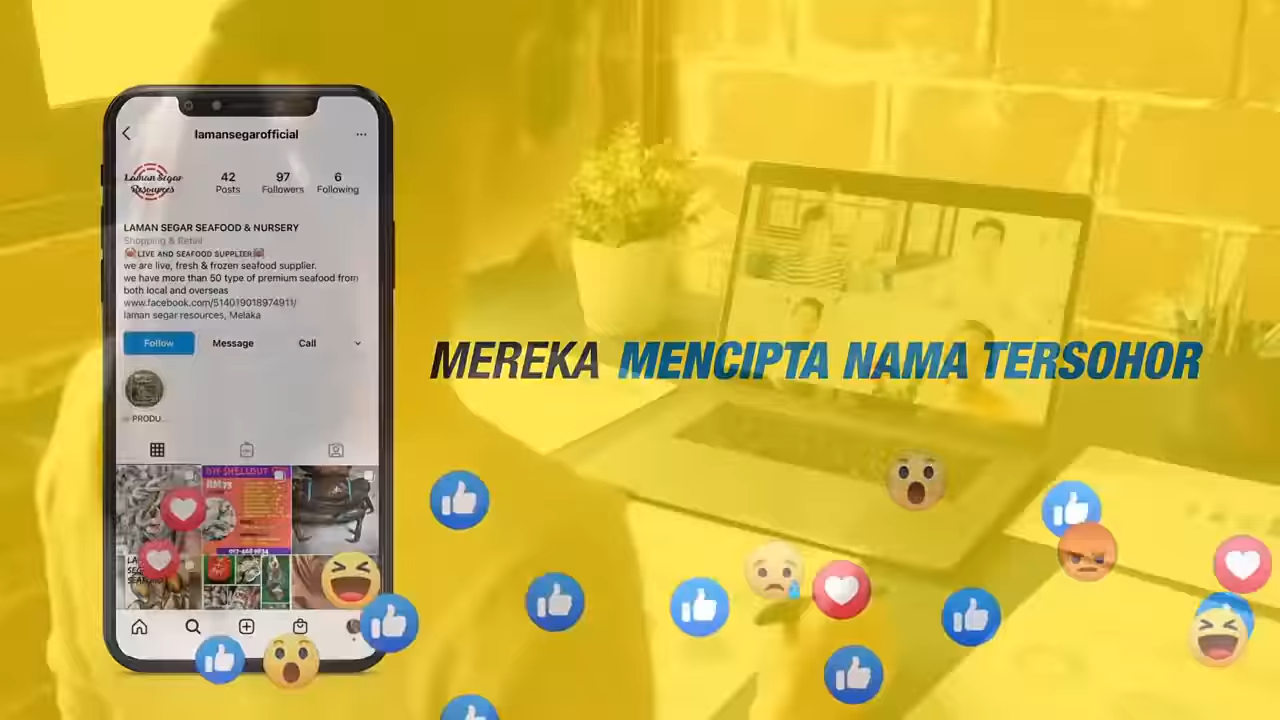 lamansegarofficial
Laman Segar
Resources
42
Posts
97
Followers
6
Following
LAMAN SEGAR SEAFOOD & NURSERY
Shopping & Retail
LIVE AND SEAFOOD SUPPLIER
we are live, fresh & frozen seafood supplier.
we have more than 50 type of premium seafood from
both local and overseas
www.facebook.com/514019018974911/
laman segar resources, Melaka
Follow
Message
Call
PRODU...
RM73
MEREKA MENCIPTA NAMA TERSOHOR